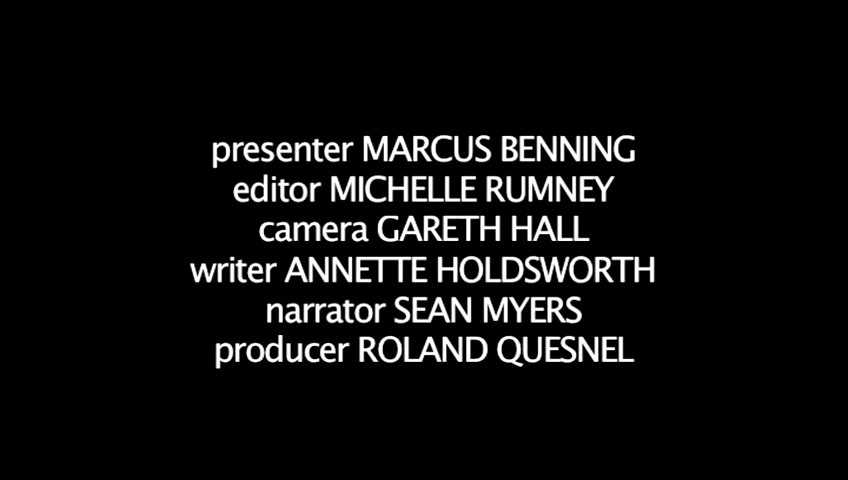 presenter MARCUS BENNING
editor MICHELLE RUMNEY
camera GARETH HALL
writer ANNETTE HOLDSWORTH
narrator SEAN MYERS
producer ROLAND QUESNEL